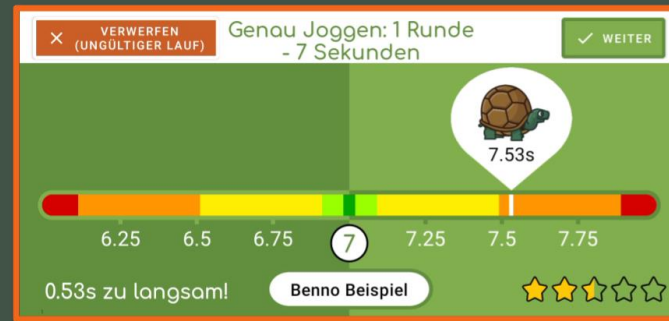 VERWERFEN
(UNGÜLTIGER LAUF)
Genau Joggen: 1 Runde
- 7 Sekunden
WEITER
7.53s
6.25 6.5 6.75 7 7.25 7.5 7.75
0.53s zu langsam!
Benno Beispiel